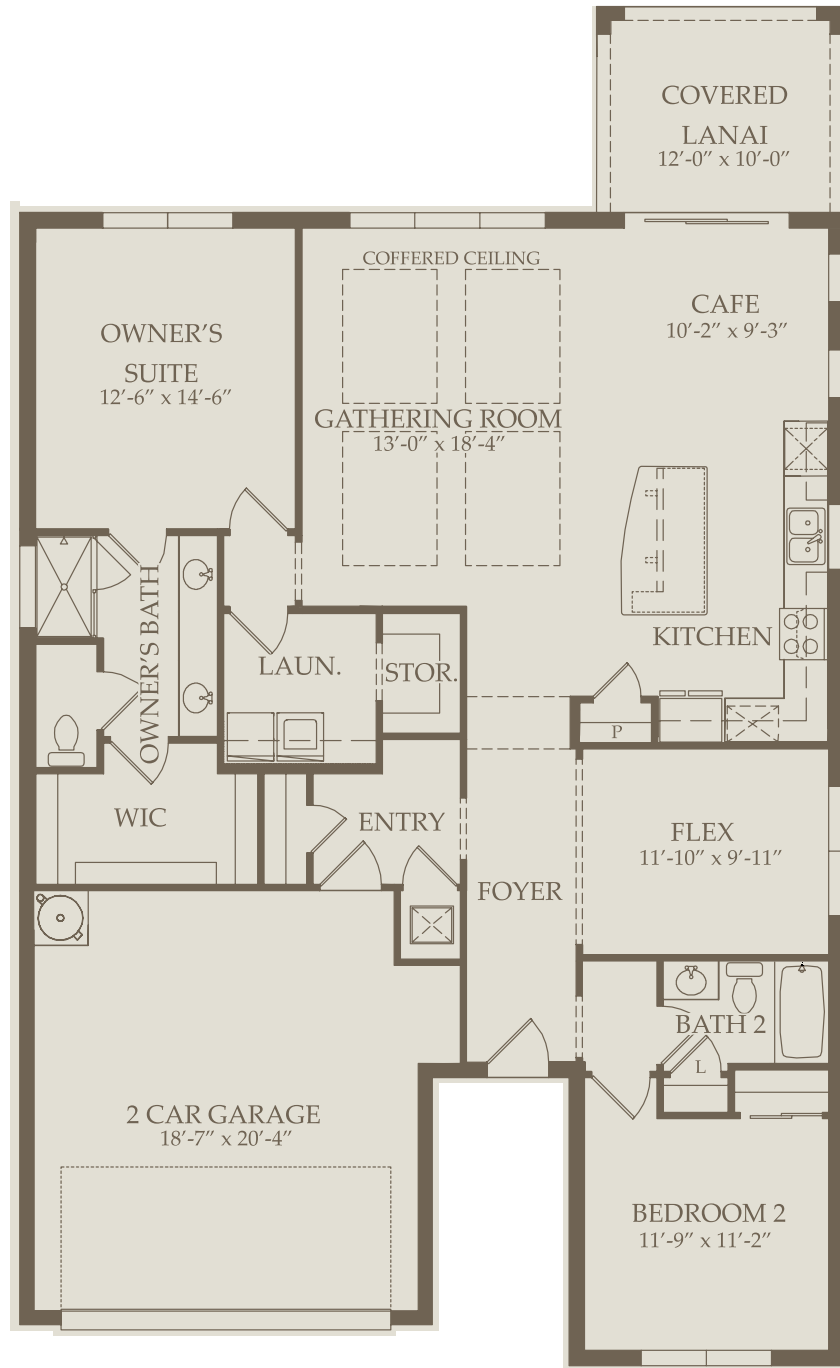 COVERED
LANAI
12′-0″ x 10′-0″
COFFERED CEILING
CAFE
10′-2″ x 9′-3″
OWNER'S
SUITE
12′-6″ x 14′-6″
GATHERING ROOM
13′-0″ x 18′-4″
OWNER'S BATH
KITCHEN
LAUN.
STOR.
P
WIC
ENTRY
FLEX
11′-10″ x 9′-11″
FOYER
BATH 2
L
2 CAR GARAGE
18′-7″ x 20′-4″
BEDROOM 2
11′-9″ x 11′-2″